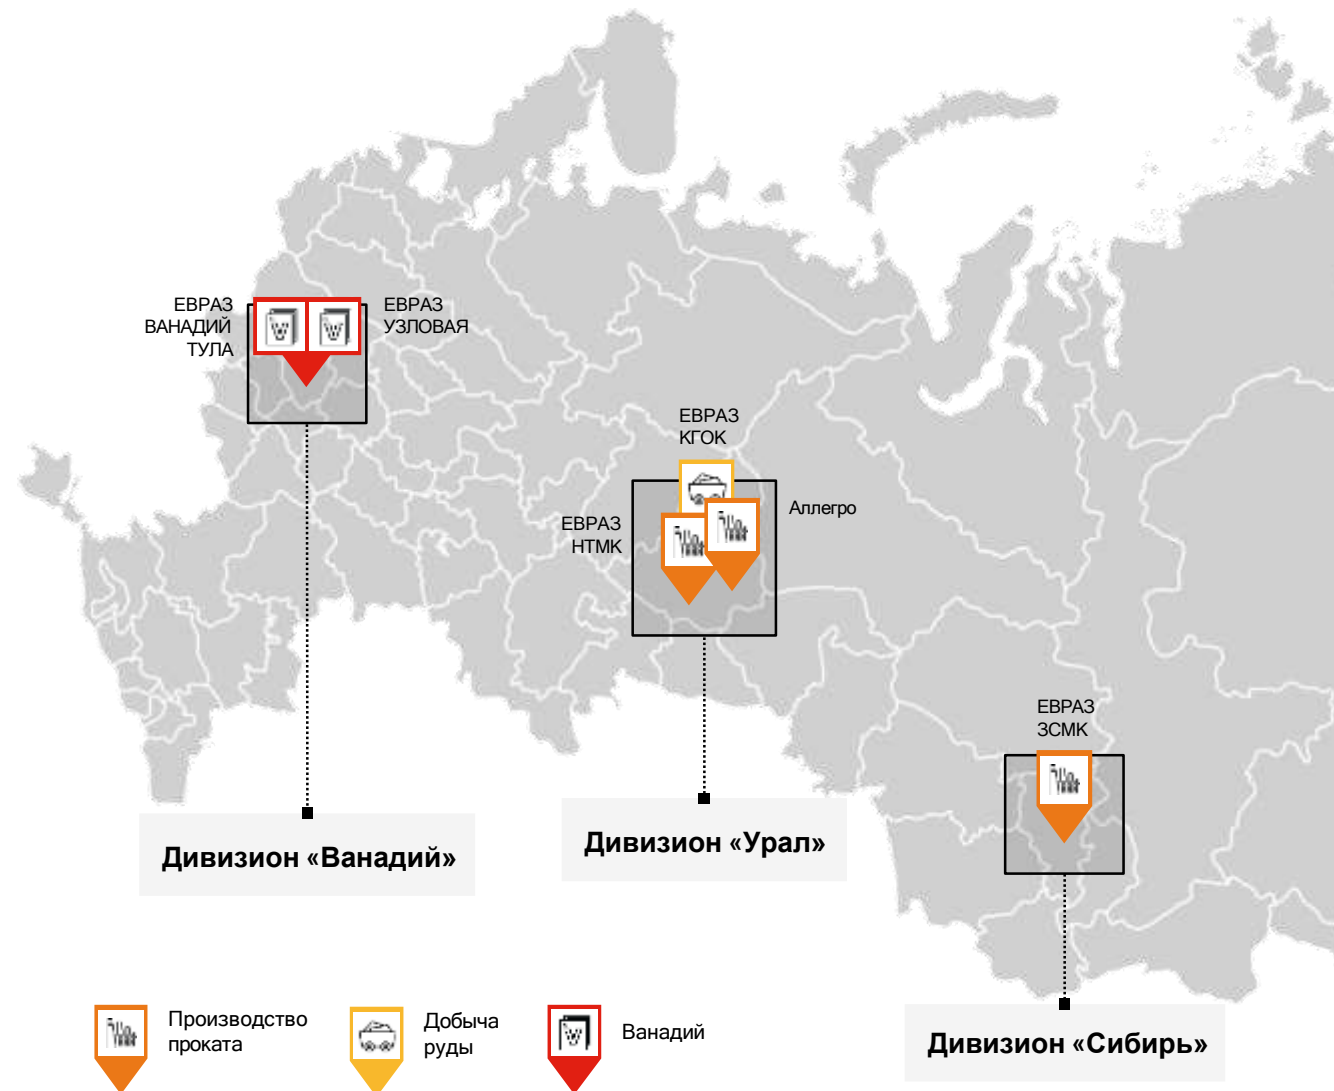 ЕВРАЗ
ВАНАДИЙ
ТУЛА
ЕВРАЗ
УЗЛОВАЯ
ЕВРАЗ
КГОК
ЕВРАЗ
НТМК
Аллегро
ЕВРАЗ
ЗСМК
Дивизион «Ванадий»
Дивизион «Урал»
Дивизион «Сибирь»
Производство
проката
Добыча
руды
Ванадий